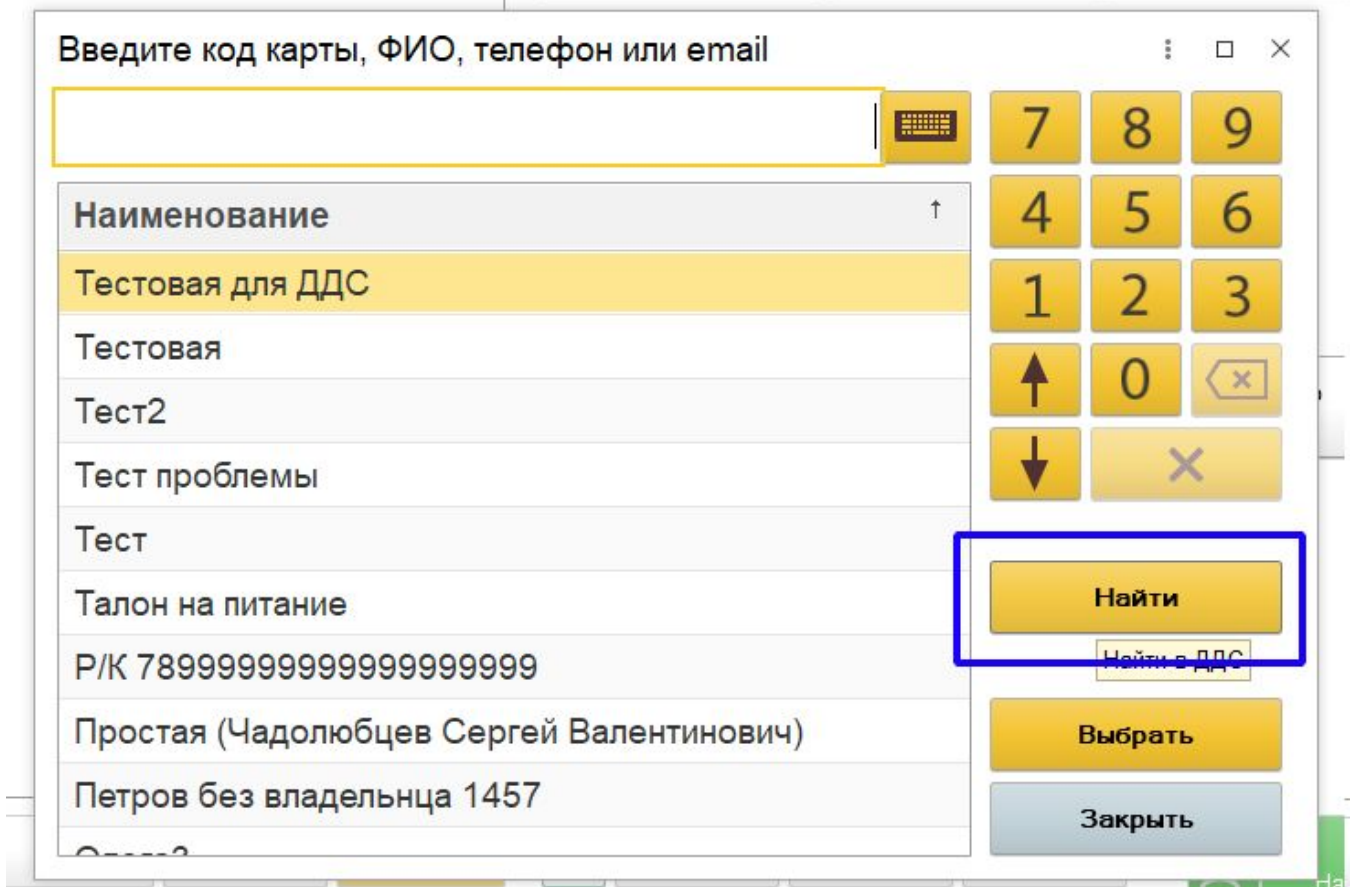 Введите код карты, ФИО, телефон или email
7 8 9
Наименование ↑
4 5 6
Тестовая для ДДС
1 2 3
Тестовая
0
Тест2
Тест проблемы
Тест
Талон на питание
Найти
Найти в ДДС
Р/К 78999999999999999999
Простая (Чадолюбцев Сергей Валентинович)
Выбрать
Петров без владельнца 1457
Закрыть
На